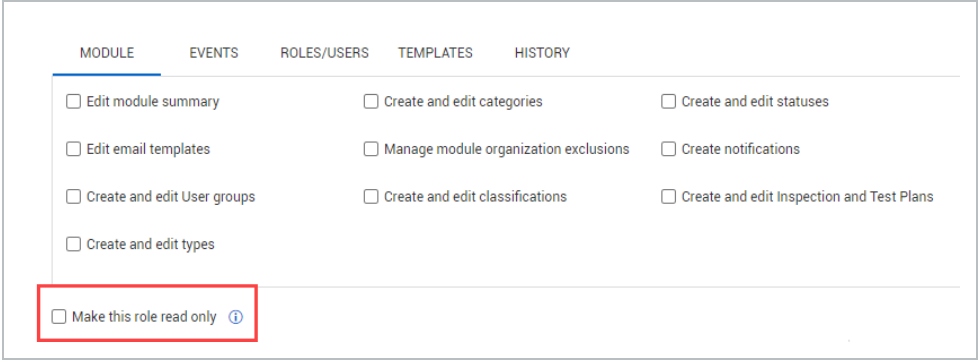 MODULE EVENTS ROLES/USERS TEMPLATES HISTORY
Edit module summary Create and edit categories Create and edit statuses
Edit email templates Manage module organization exclusions Create notifications
Create and edit User groups Create and edit classifications Create and edit Inspection and Test Plans
Create and edit types
Make this role read only